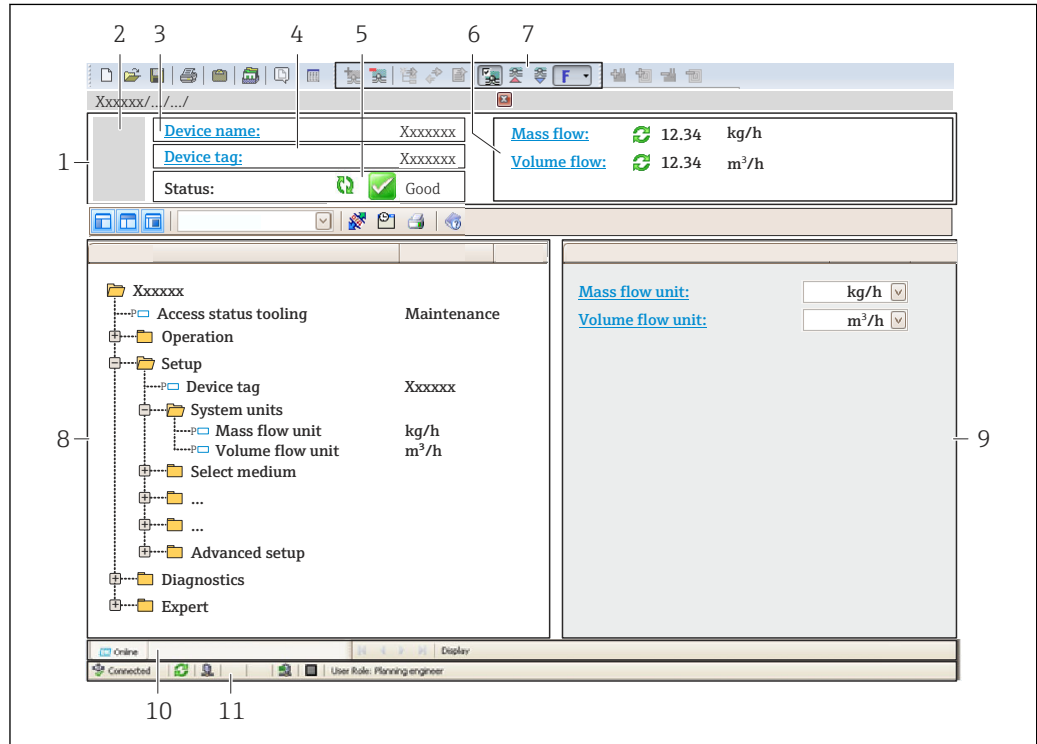 2 3 4 5 6 7
F
Xxxxxx/.../.../
1
Device name: Xxxxxxx
Device tag: Xxxxxxx
Status: Good
Mass flow: 12.34 kg/h
Volume flow: 12.34 m³/h
8
Xxxxxx
P Access status tooling Maintenance
Operation
Setup
P Device tag Xxxxxx
System units
P Mass flow unit kg/h
P Volume flow unit m³/h
Select medium
...
...
Advanced setup
Diagnostics
Expert
Mass flow unit: kg/h
Volume flow unit: m³/h
9
Online Display
Connected User Role: Planning engineer
10 11